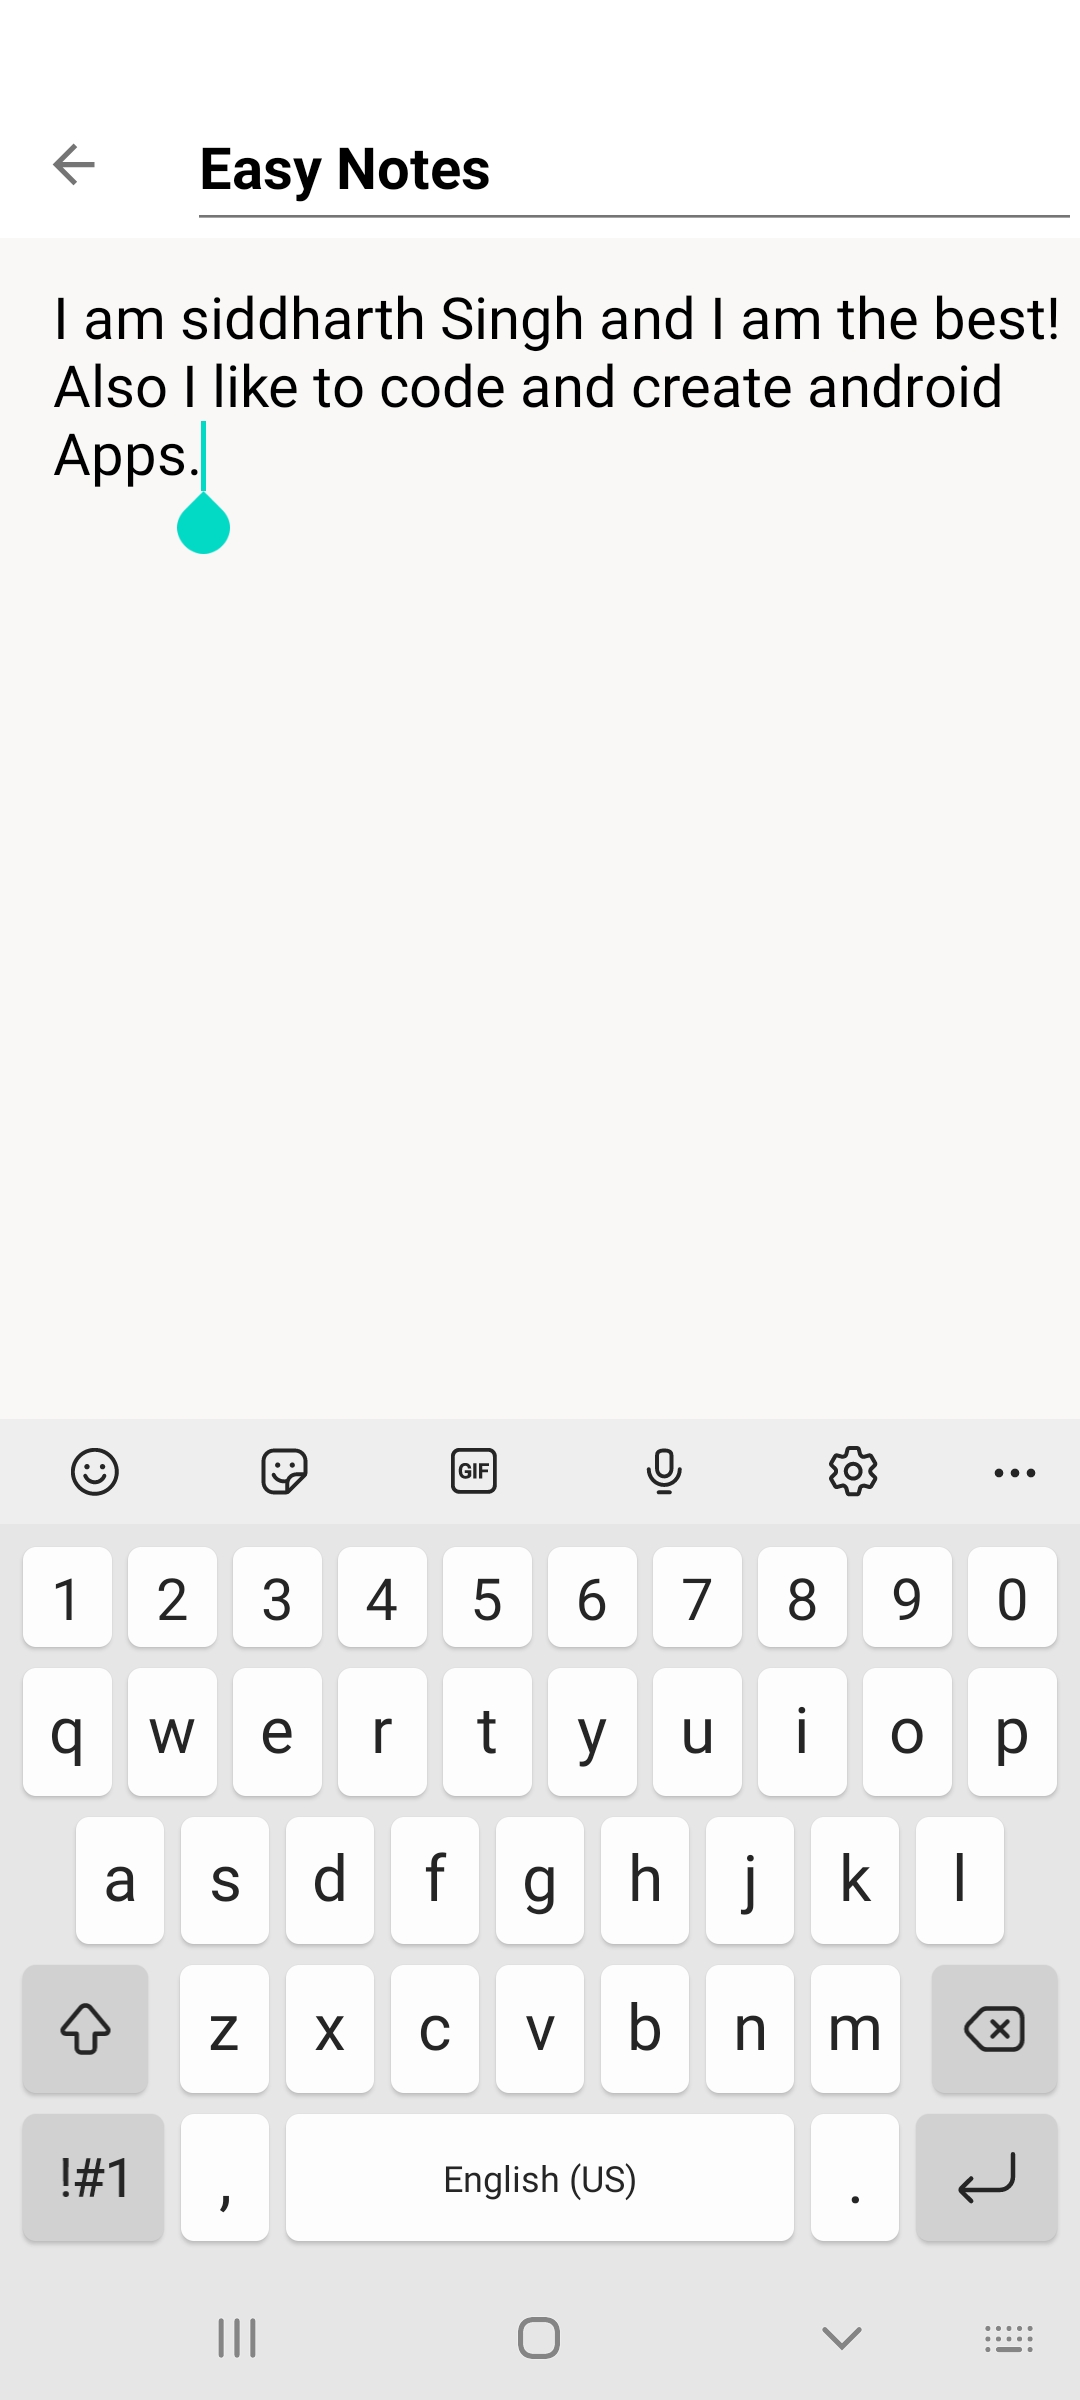 Easy Notes
I am siddharth Singh and I am the best!
Also I like to code and create android
Apps.
GIF
1 2 3 4 5 6 7 8 9 0
q w e r t y u i o p
a s d f g h j k l
z x c v b n m
!#1 , English (US) .